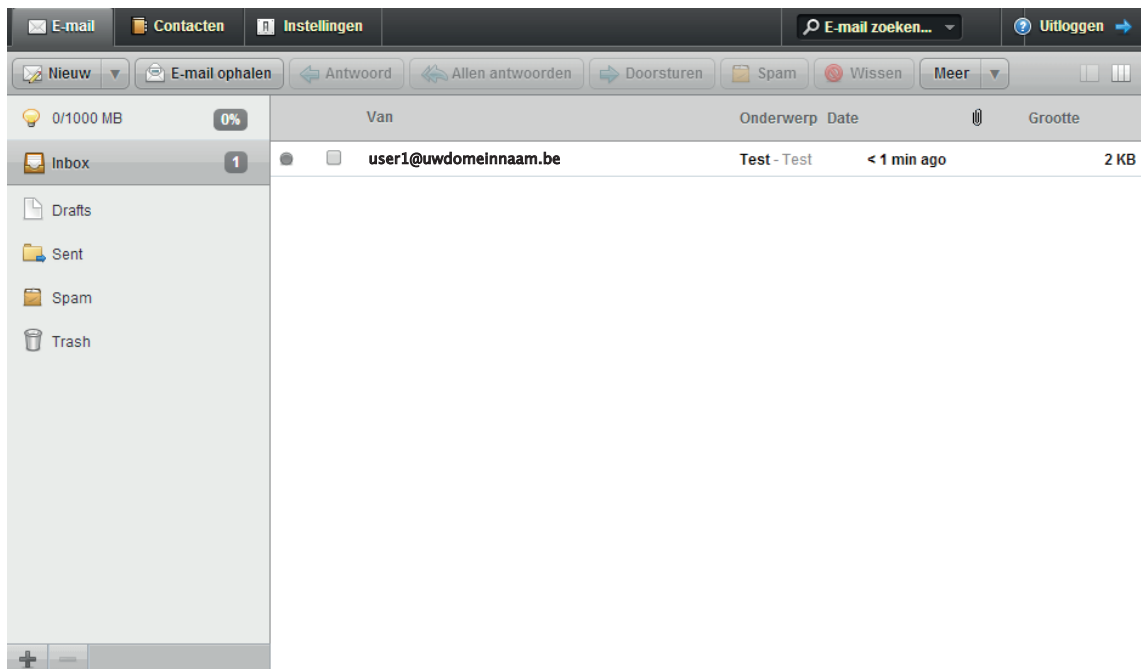 E-mail Contacten Instellingen E-mail zoeken... Uitloggen
Nieuw E-mail ophalen Antwoord Allen antwoorden Doorsturen Spam Wissen Meer
0/1000 MB 0% Van Onderwerp Date Grootte
Inbox 1 user1@uwdomeinnaam.be Test - Test < 1 min ago 2 KB
Drafts
Sent
Spam
Trash